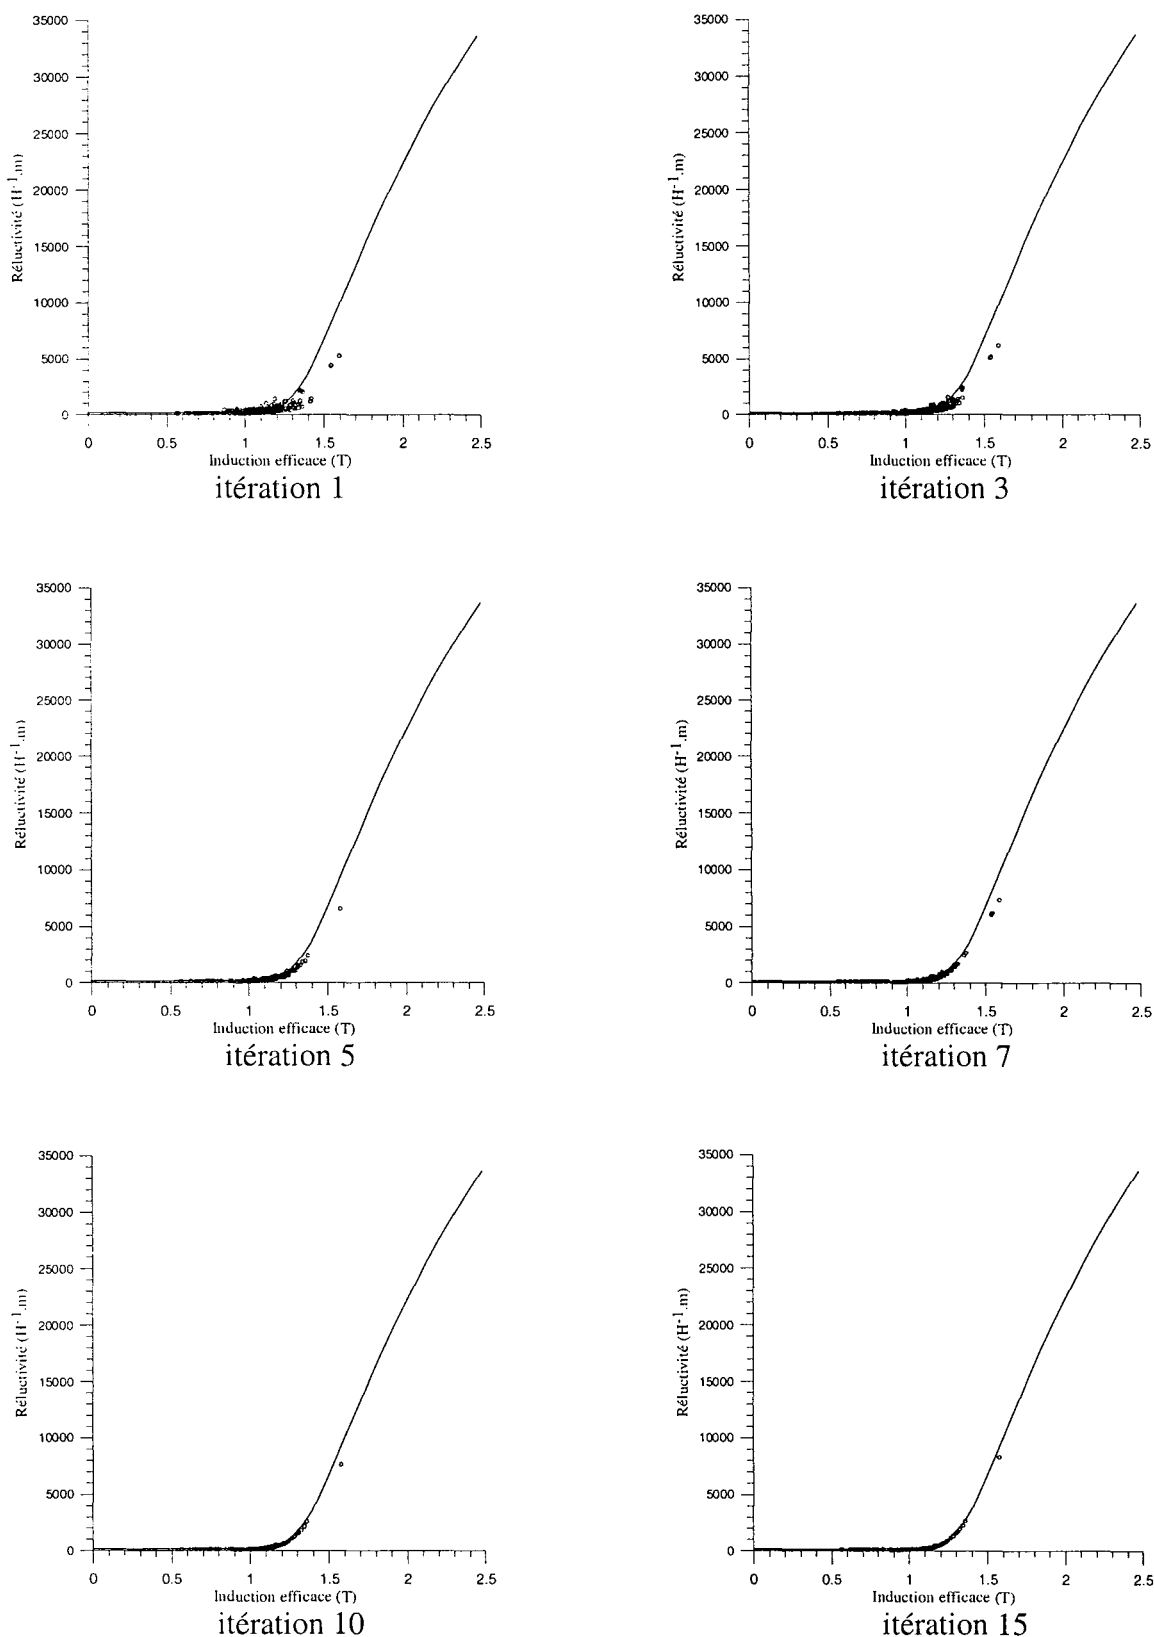 35000
30000
25000
20000
15000
10000
5000
0
Réluctivité (H-1.m)
0 0.5 1 1.5 2 2.5
Induction efficace (T)
itération 1
35000
30000
25000
20000
15000
10000
5000
0
Réluctivité (H-1.m)
0 0.5 1 1.5 2 2.5
Induction efficace (T)
itération 3
35000
30000
25000
20000
15000
10000
5000
0
Réluctivité (H-1.m)
0 0.5 1 1.5 2 2.5
Induction efficace (T)
itération 5
35000
30000
25000
20000
15000
10000
5000
0
Réluctivité (H-1.m)
0 0.5 1 1.5 2 2.5
Induction efficace (T)
itération 7
35000
30000
25000
20000
15000
10000
5000
0
Réluctivité (H-1.m)
0 0.5 1 1.5 2 2.5
Induction efficace (T)
itération 10
35000
30000
25000
20000
15000
10000
5000
0
Réluctivité (H-1.m)
0 0.5 1 1.5 2 2.5
Induction efficace (T)
itération 15